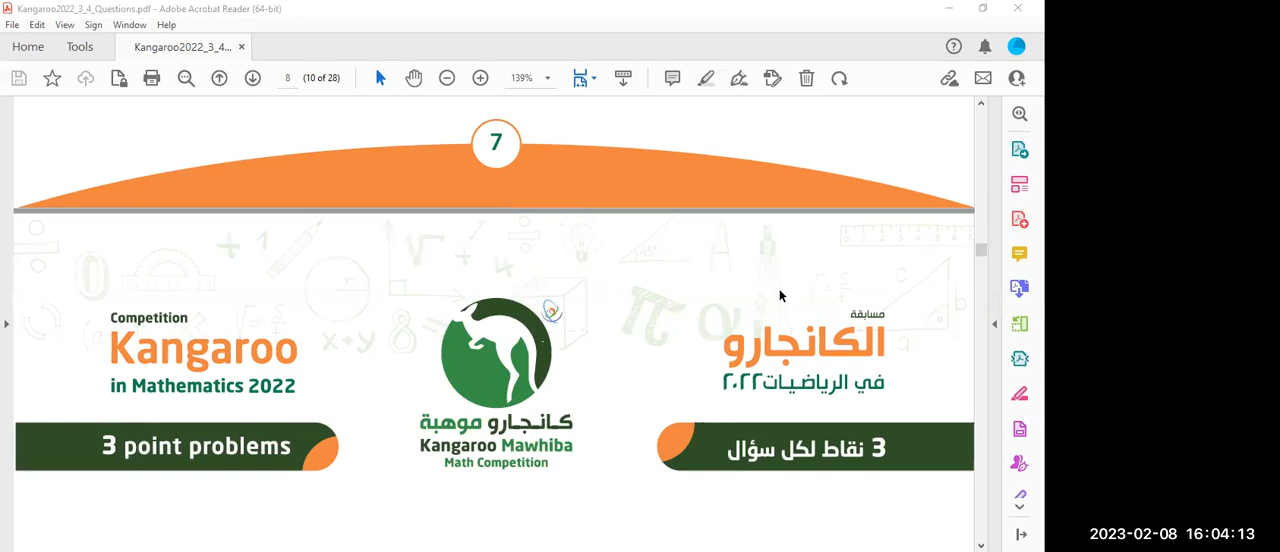 Kangaroo2022_3_4_Questions.pdf - Adobe Acrobat Reader (64-bit)
File Edit View Sign Window Help
Home Tools Kangaroo2022_3_4... ×
8 (10 of 28) 139%
7
Competition
Kangaroo
in Mathematics 2022
3 point problems
كانجارو موهبة
Kangaroo Mawhiba
Math Competition
مسابقة
الكانجارو
في الرياضيات ٢٠٢٢
3 نقاط لكل سؤال
2023-02-08 16:04:13